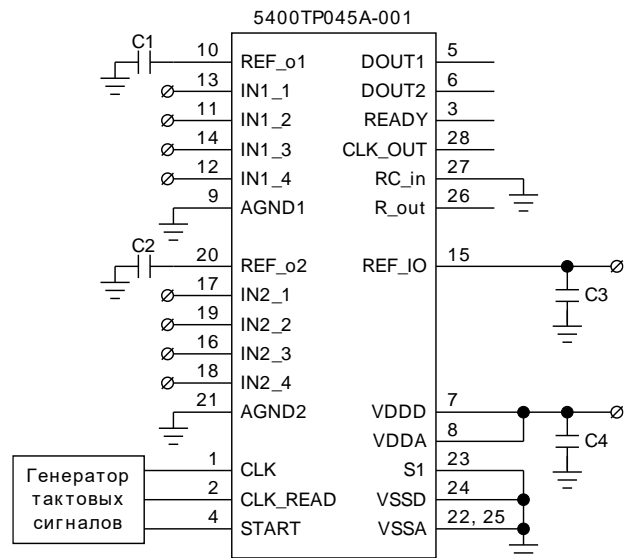 5400TP045A-001
C1
10 REF_o1 DOUT1 5
13 IN1_1 DOUT2 6
11 IN1_2 READY 3
14 IN1_3 CLK_OUT 28
12 IN1_4 RC_in 27
9 AGND1 R_out 26
C2
20 REF_o2 REF_IO 15
17 IN2_1
C3
19 IN2_2
16 IN2_3
18 IN2_4
21 AGND2 VDDD 7
VDDA 8
C4
1 CLK S1 23
2 CLK_READ VSSD 24
4 START VSSA 22, 25
Генератор
тактовых
сигналов